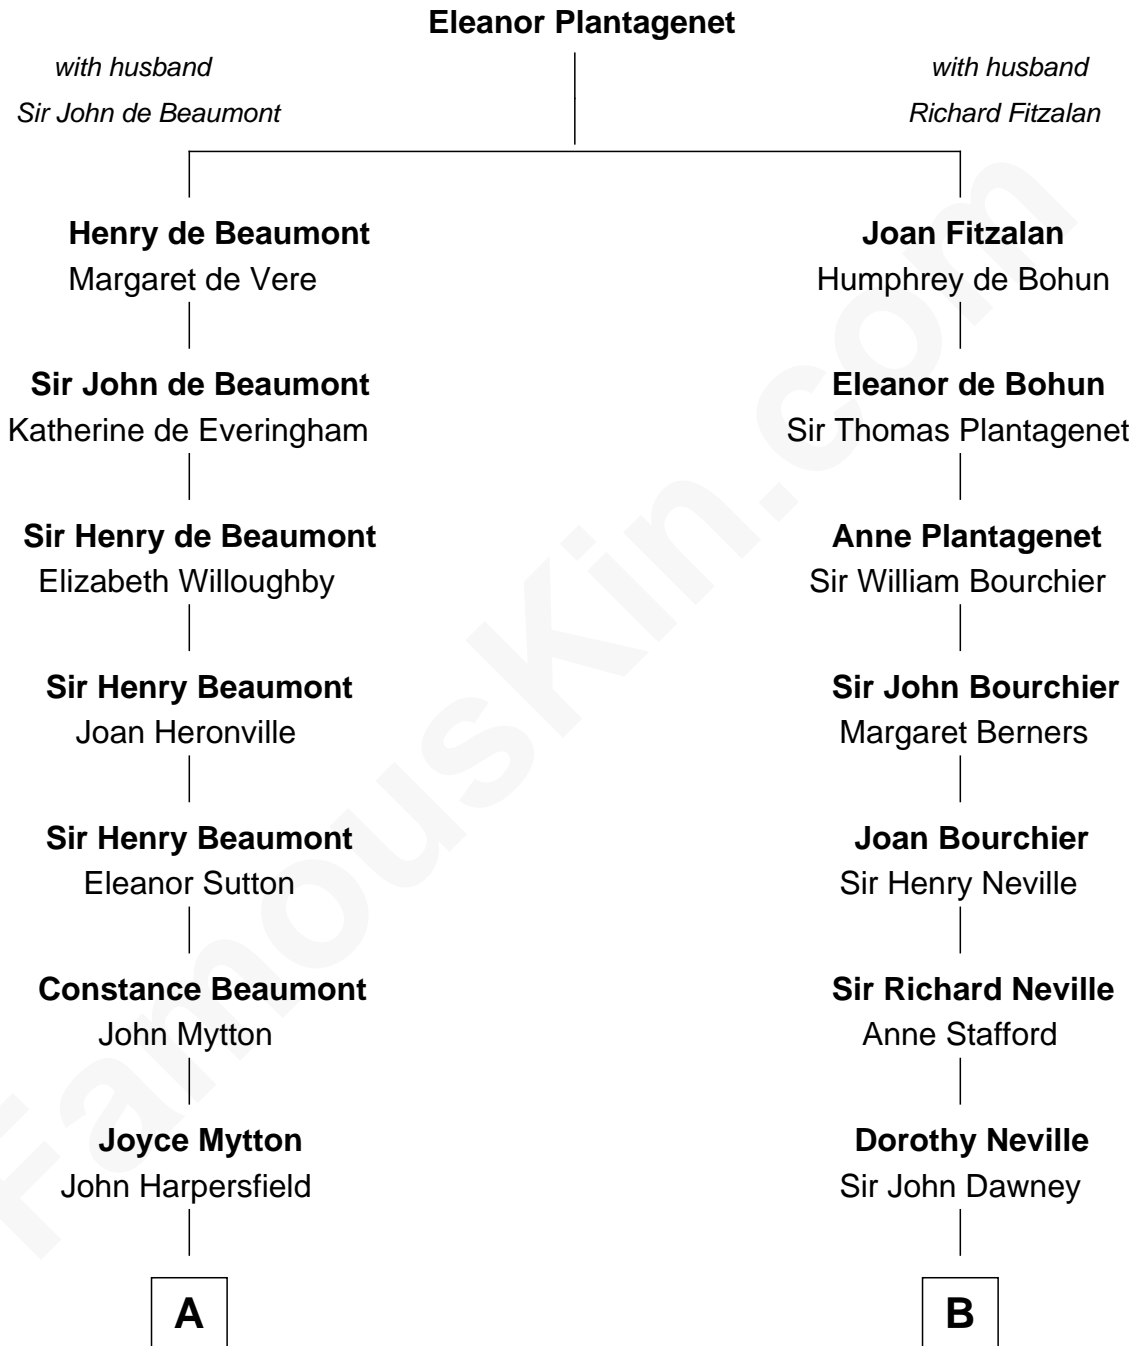 Eleanor Plantagenet
with husband
Sir John de Beaumont
with husband
Richard Fitzalan
Henry de Beaumont
Margaret de Vere
Joan Fitzalan
Humphrey de Bohun
Sir John de Beaumont
Katherine de Everingham
Eleanor de Bohun
Sir Thomas Plantagenet
Sir Henry de Beaumont
Elizabeth Willoughby
Anne Plantagenet
Sir William Bourchier
Sir Henry Beaumont
Joan Heronville
Sir John Bourchier
Margaret Berners
Sir Henry Beaumont
Eleanor Sutton
Joan Bourchier
Sir Henry Neville
Constance Beaumont
John Mytton
Sir Richard Neville
Anne Stafford
Joyce Mytton
John Harpersfield
Dorothy Neville
Sir John Dawney
A
B
FamousKin.com